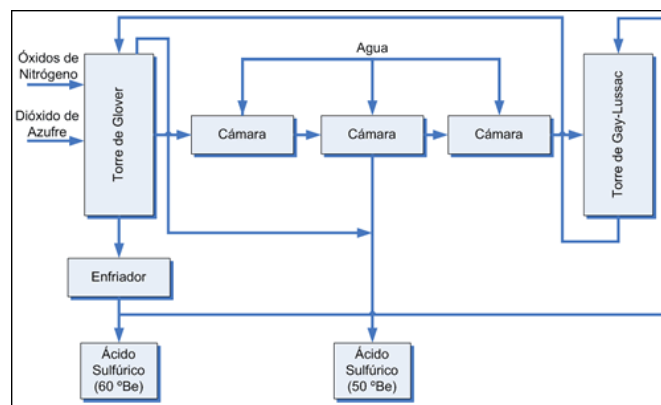 Óxidos de
Nitrógeno
Dióxido de
Azufre
Torre de Glover
Agua
Cámara
Cámara
Cámara
Torre de Gay-Lussac
Enfriador
Ácido
Sulfúrico
(60 ºBe)
Ácido
Sulfúrico
(50 ºBe)